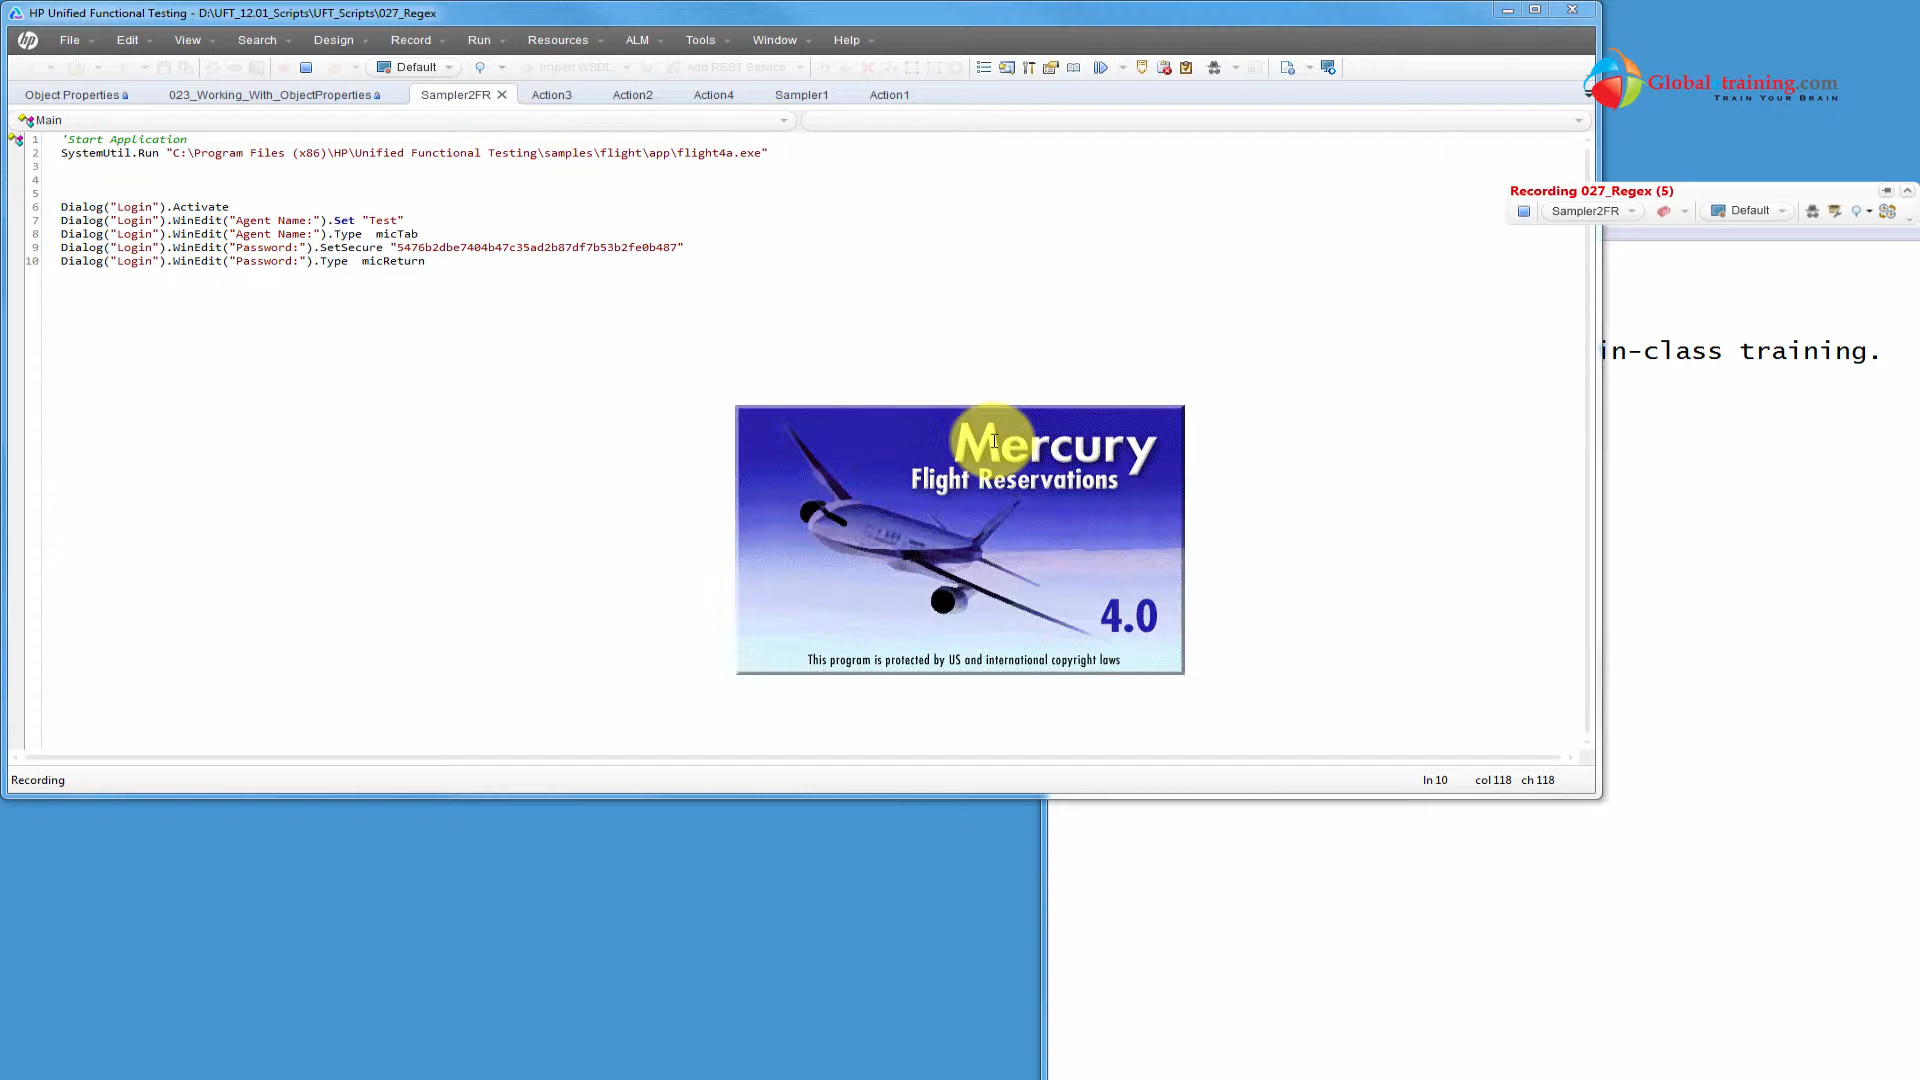 HP Unified Functional Testing - D:\UFT_12.01_Scripts\UFT_Scripts\027_Regex
File Edit View Search Design Record Run Resources ALM Tools Window Help
Default Import WSDL Add REST Service
Object Properties 023_Working_With_ObjectProperties Sampler2FR Action3 Action2 Action4 Sampler1 Action1
Main
1 'Start Application
2 SystemUtil.Run "C:\Program Files (x86)\HP\Unified Functional Testing\samples\flight\app\flight4a.exe"
3
4
5
6 Dialog("Login").Activate
7 Dialog("Login").WinEdit("Agent Name:").Set "Test"
8 Dialog("Login").WinEdit("Agent Name:").Type micTab
9 Dialog("Login").WinEdit("Password:").SetSecure "5476b2dbe7404b47c35ad2b87df7b53b2fe0b487"
10 Dialog("Login").WinEdit("Password:").Type micReturn
Mercury
Flight Reservations
4.0
This program is protected by US and international copyright laws
Recording ln 10 col 118 ch 118
training.com
TRAIN YOUR BRAIN
Recording 027_Regex (5)
Sampler2FR Default
in-class training.